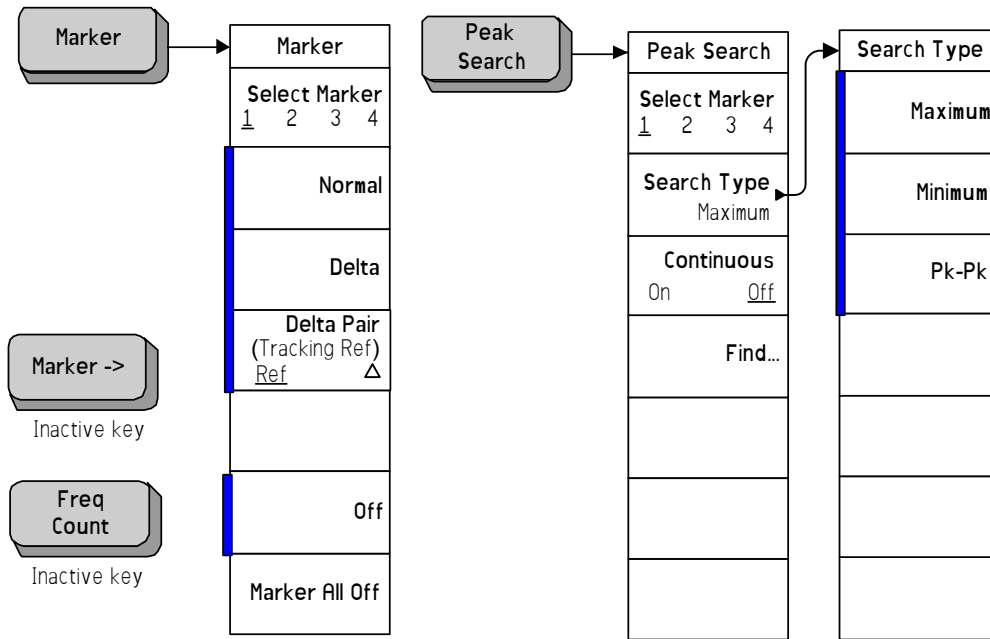 Marker
Marker
Select Marker
1 2 3 4
Normal
Delta
Delta Pair
(Tracking Ref)
Ref Δ
Off
Marker All Off
Marker ->
Inactive key
Freq
Count
Inactive key
Peak
Search
Peak Search
Select Marker
1 2 3 4
Search Type
Maximum
Continuous
On Off
Find...
Search Type
Maximum
Minimum
Pk-Pk